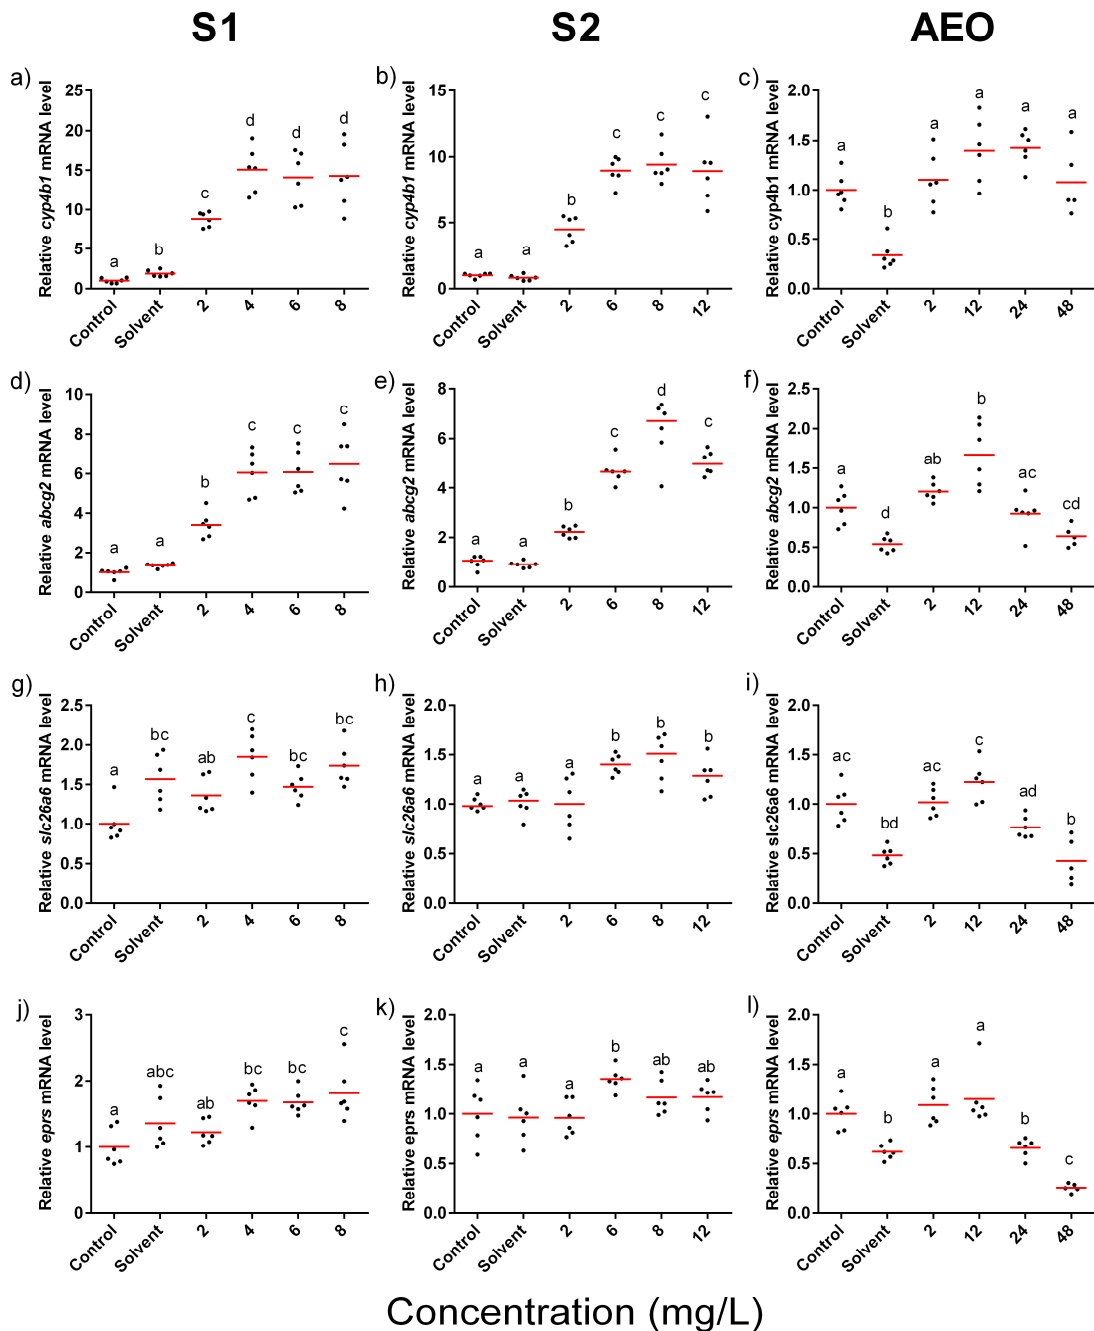 S1 S2 AEO
a) b) c)
Relative cyp4b1 mRNA level
25
20
15
10
5
0
a b c d d d
Control Solvent 2 4 6 8
Relative cyp4b1 mRNA level
15
10
5
0
a a b c c c
Control Solvent 2 6 8 12
Relative cyp4b1 mRNA level
2.0
1.5
1.0
0.5
0.0
a b a a a a
Control Solvent 2 12 24 48
d) e) f)
Relative abcg2 mRNA level
10
8
6
4
2
0
a a b c c c
Control Solvent 2 4 6 8
Relative abcg2 mRNA level
8
6
4
2
0
a a b c d c
Control Solvent 2 6 8 12
Relative abcg2 mRNA level
2.5
2.0
1.5
1.0
0.5
0.0
a d ab b ac cd
Control Solvent 2 12 24 48
g) h) i)
Relative slc26a6 mRNA level
2.5
2.0
1.5
1.0
0.5
0.0
a bc ab c bc bc
Control Solvent 2 4 6 8
Relative slc26a6 mRNA level
2.0
1.5
1.0
0.5
0.0
a a a b b b
Control Solvent 2 6 8 12
Relative slc26a6 mRNA level
2.0
1.5
1.0
0.5
0.0
ac bd ac c ad b
Control Solvent 2 12 24 48
j) k) l)
Relative eprs mRNA level
3
2
1
0
a abc ab bc bc c
Control Solvent 2 4 6 8
Relative eprs mRNA level
2.0
1.5
1.0
0.5
0.0
a a a b ab ab
Control Solvent 2 6 8 12
Relative eprs mRNA level
2.0
1.5
1.0
0.5
0.0
a b a a b c
Control Solvent 2 12 24 48
Concentration (mg/L)